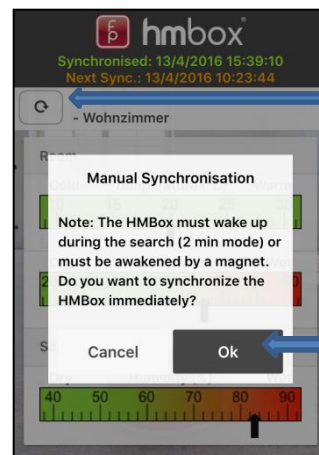 hmbox
Synchronised: 13/4/2016 15:39:10
Next Sync.: 13/4/2016 10:23:44
- Wohnzimmer
Manual Synchronisation
Note: The HMBox must wake up
during the search (2 min mode) or
must be awakened by a magnet.
Do you want to synchronize the
HMBox immediately?
Cancel Ok
40 50 60 70 80 90